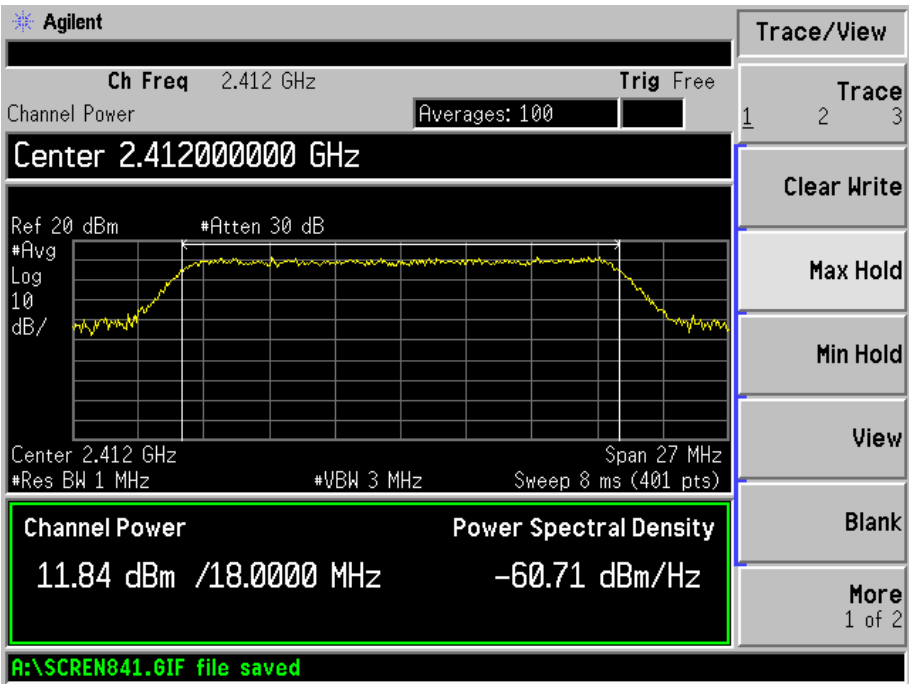 Agilent
Ch Freq 2.412 GHz Trig Free
Channel Power Averages: 100
Center 2.412000000 GHz
Ref 20 dBm #Atten 30 dB
#Avg
Log
10
dB/
Center 2.412 GHz Span 27 MHz
#Res BW 1 MHz #VBW 3 MHz Sweep 8 ms (401 pts)
Channel Power Power Spectral Density
11.84 dBm /18.0000 MHz -60.71 dBm/Hz
A:\SCREN841.GIF file saved
Trace/View
Trace
1 2 3
Clear Write
Max Hold
Min Hold
View
Blank
More
1 of 2